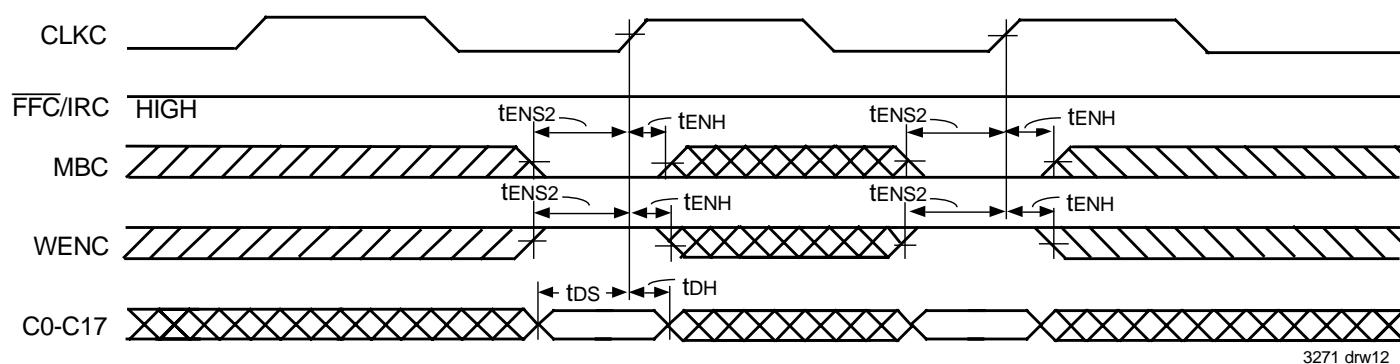 CLKC
FFC/IRC HIGH
tENS2 tENH tENS2 tENH
MBC
tENS2 tENH tENS2 tENH
WENC
tDS tDH
C0-C17
3271 drw12